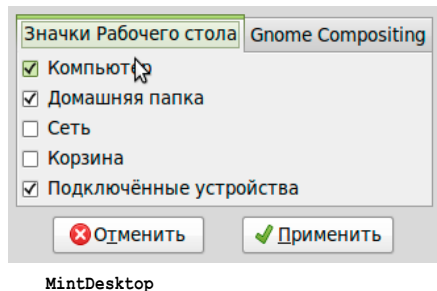 Значки Рабочего стола Gnome Compositing
Компьютер
Домашняя папка
Сеть
Корзина
Подключённые устройства
Отменить Применить
MintDesktop